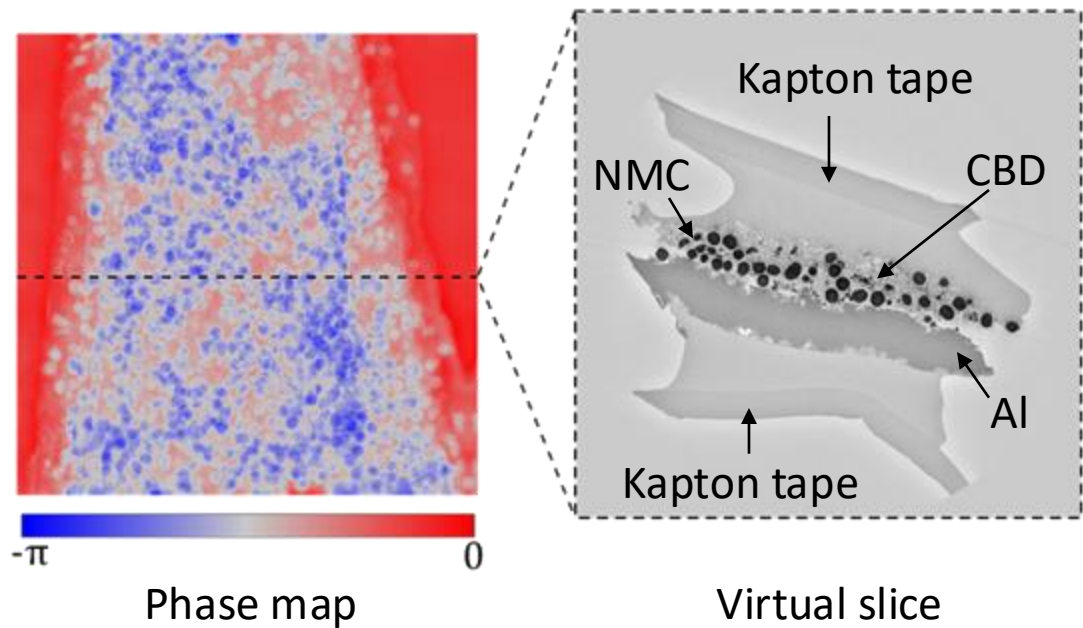 Kapton tape
NMC
CBD
Al
Kapton tape
-π
0
Phase map
Virtual slice